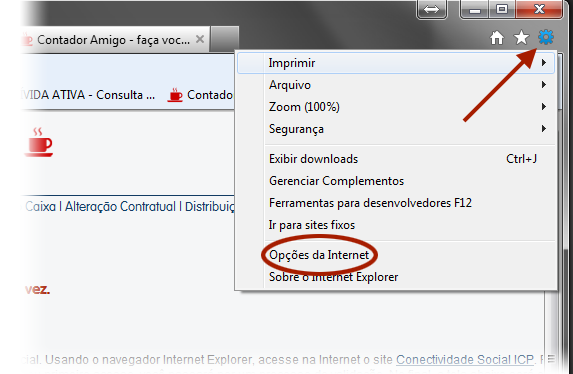 Contador Amigo - faça voc...
Imprimir
Arquivo
Zoom (100%)
Segurança
Exibir downloads Ctrl+J
Gerenciar Complementos
Ferramentas para desenvolvedores F12
Ir para sites fixos
Opções da Internet
Sobre o Internet Explorer
VIDA ATIVA - Consulta ... Contado
Caixa | Alteração Contratual | Distribuiç
vez.
ial. Usando o navegador Internet Explorer, acesse na Internet o site Conectividade Social ICP.